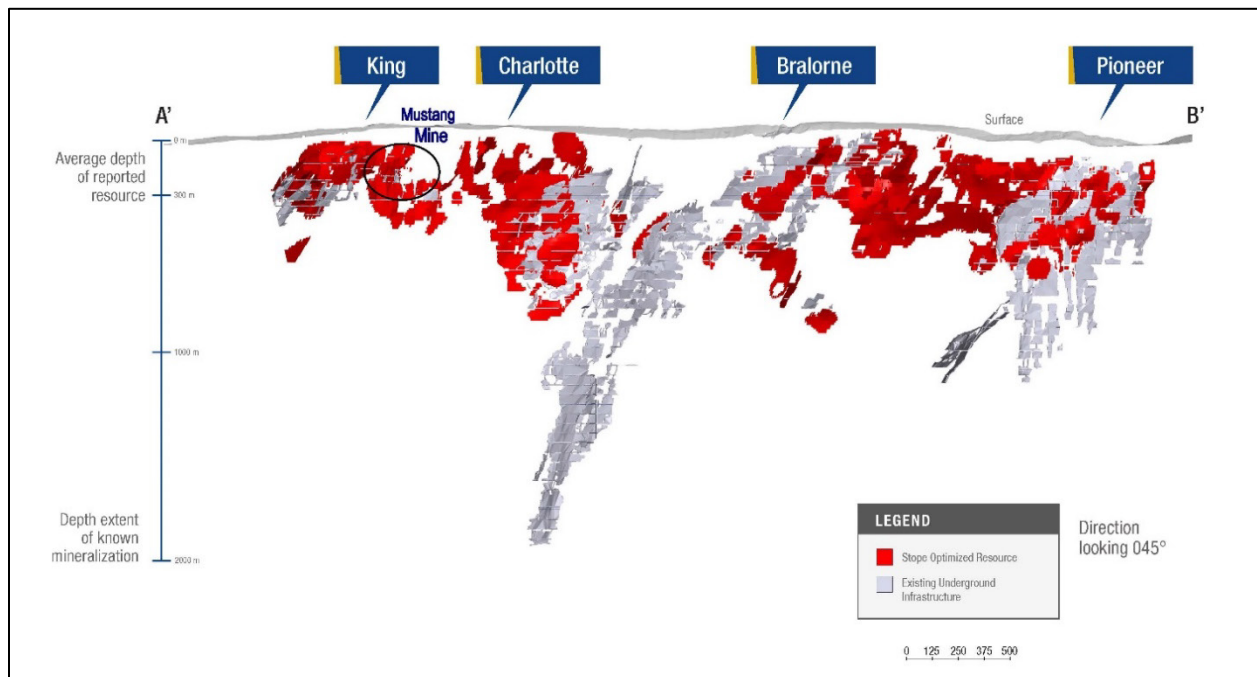 King
Charlotte
Bralorne
Pioneer
A'
Mustang
Mine
Surface
B'
0 m
Average depth
of reported
resource
300 m
1000 m
Depth extent
of known
mineralization
2000 m
LEGEND
Stope Optimized Resource
Existing Underground
Infrastructure
Direction
looking 045°
0 125 250 375 500